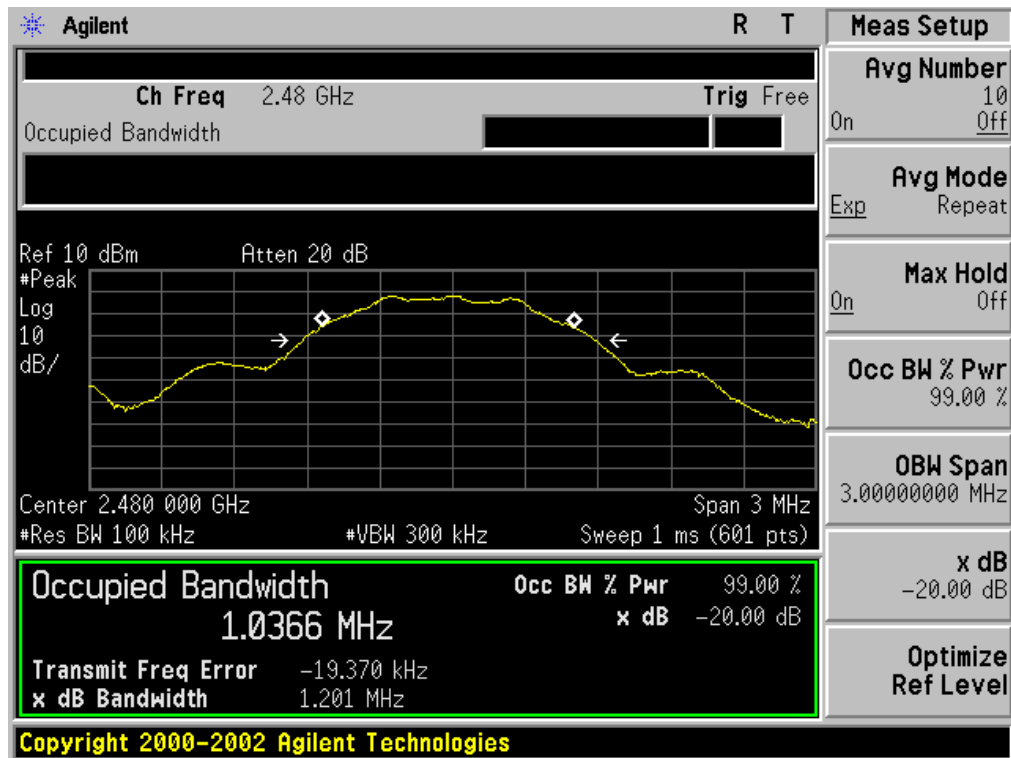 Agilent R T
Ch Freq 2.48 GHz Trig Free
Occupied Bandwidth
Ref 10 dBm Atten 20 dB
#Peak
Log
10
dB/
Center 2.480 000 GHz Span 3 MHz
#Res BW 100 kHz #VBW 300 kHz Sweep 1 ms (601 pts)
Occupied Bandwidth Occ BW % Pwr 99.00 %
1.0366 MHz x dB -20.00 dB
Transmit Freq Error -19.370 kHz
x dB Bandwidth 1.201 MHz
Copyright 2000-2002 Agilent Technologies
Meas Setup
Avg Number
10
On Off
Avg Mode
Exp Repeat
Max Hold
On Off
Occ BW % Pwr
99.00 %
OBW Span
3.00000000 MHz
x dB
-20.00 dB
Optimize
Ref Level